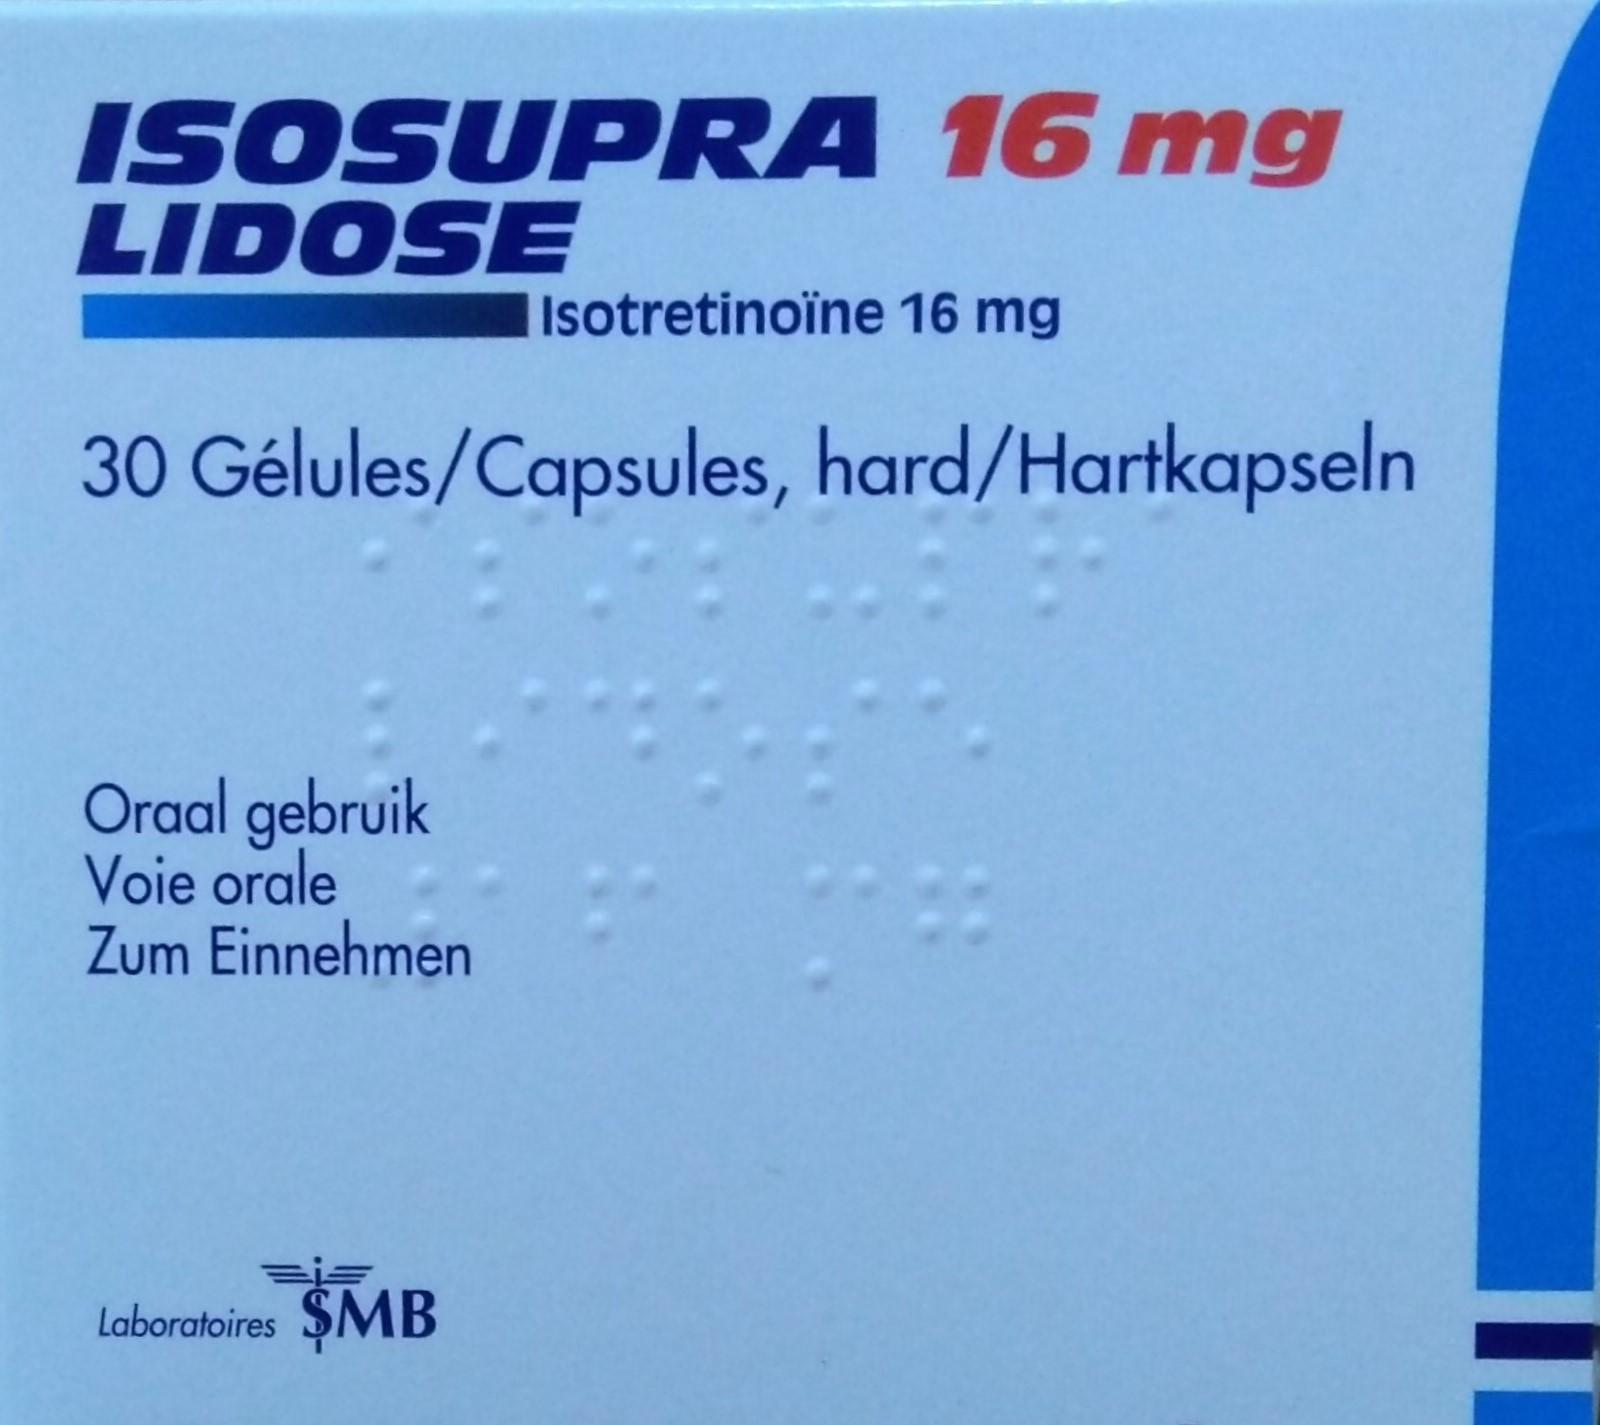 ISOSUPRA 16 mg
LIDOSE
Isotretinoïne 16 mg
30 Gélules/Capsules, hard/Hartkapseln
Oraal gebruik
Voie orale
Zum Einnehmen
Laboratoires SMB